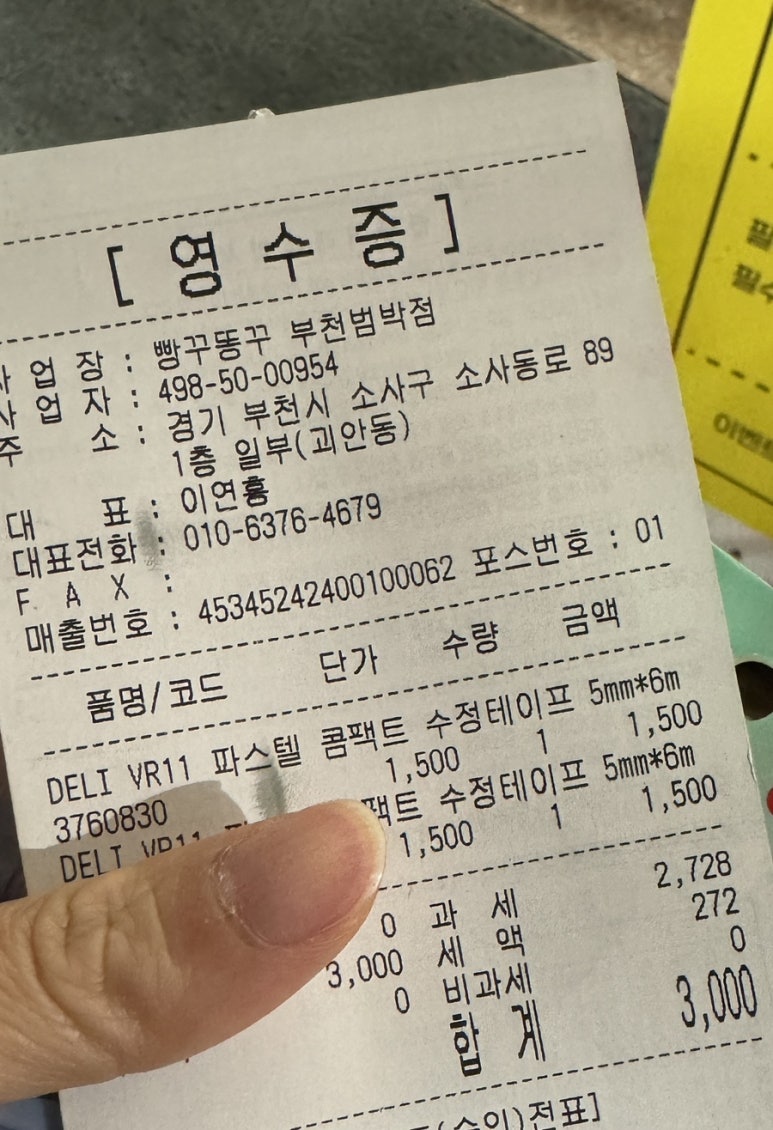 [ 영 수 증 ]
사 업 장 : 빵꾸똥꾸 부천범박점
사 업 자 : 498-50-00954
주 소 : 경기 부천시 소사구 소사동로 89
1층 일부(괴안동)
대 표 : 이연홍
대표전화 : 010-6376-4679
F A X :
매출번호 : 45345242400100062 포스번호 : 01
품명/코드 단가 수량 금액
DELI VR11 파스텔 콤팩트 수정테이프 5mm*6m
3760830 1,500 1 1,500
DELI VR11 수정테이프 5mm*6m
1,500 1 1,500
0 과 세 2,728
3,000 세 액 272
0 비과세 0
합 계 3,000
전표]